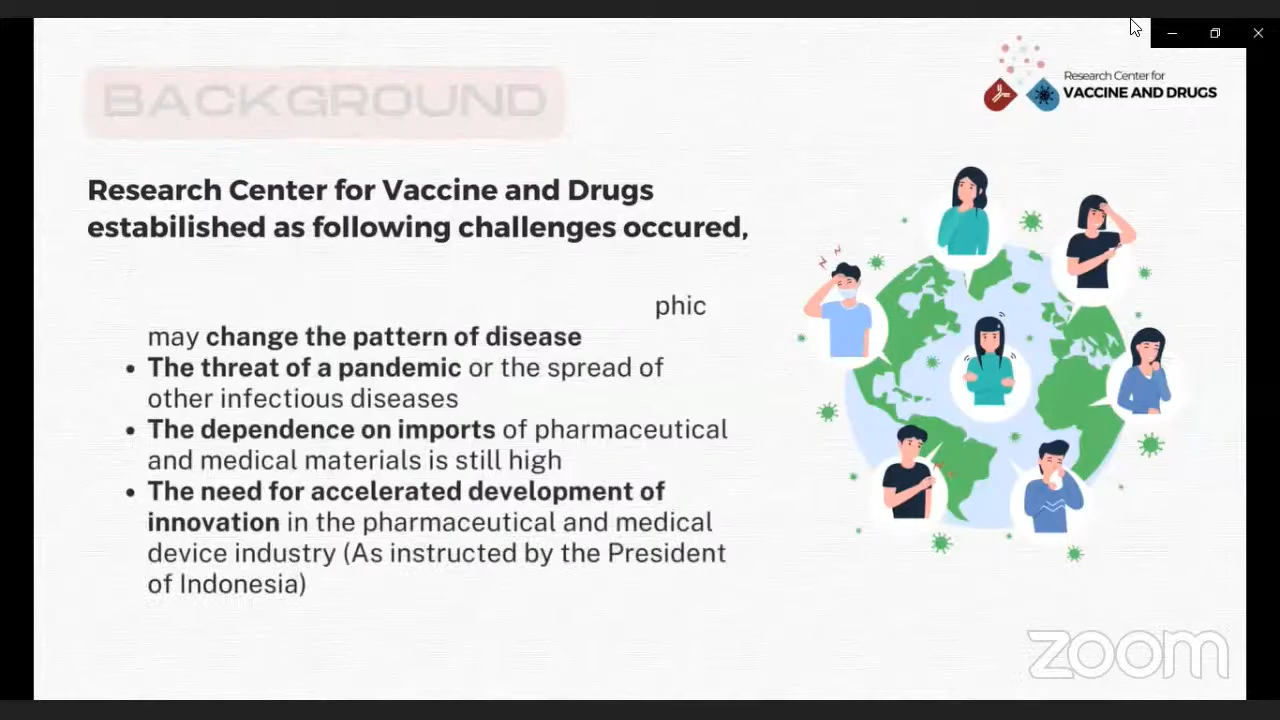 BACKGROUND
Research Center for
VACCINE AND DRUGS
Research Center for Vaccine and Drugs
estabilished as following challenges occured,
phic
may change the pattern of disease
• The threat of a pandemic or the spread of
other infectious diseases
• The dependence on imports of pharmaceutical
and medical materials is still high
• The need for accelerated development of
innovation in the pharmaceutical and medical
device industry (As instructed by the President
of Indonesia)
zoom